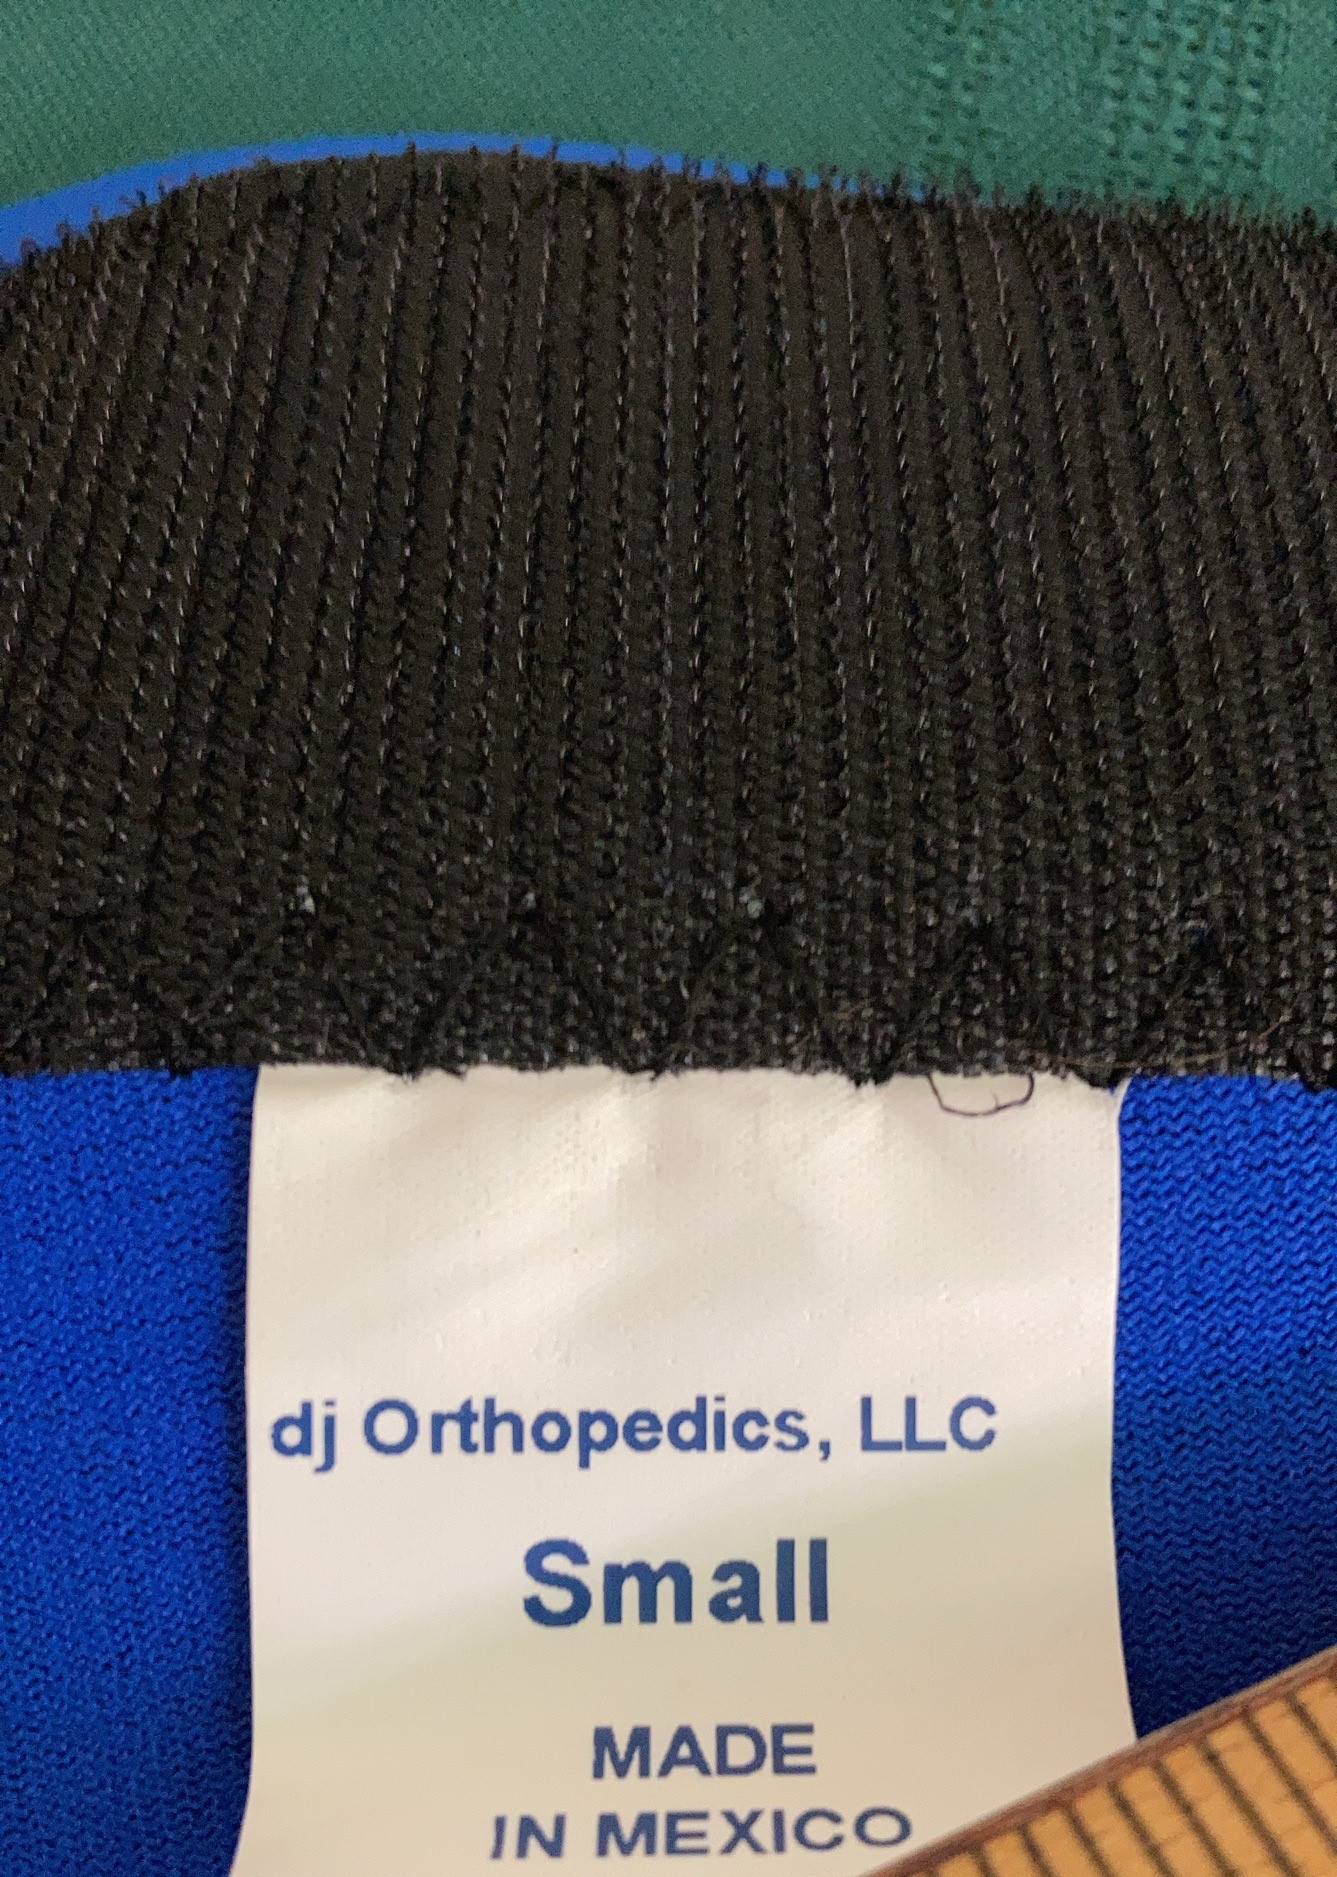 dj Orthopedics, LLC
Small
MADE
IN MEXICO